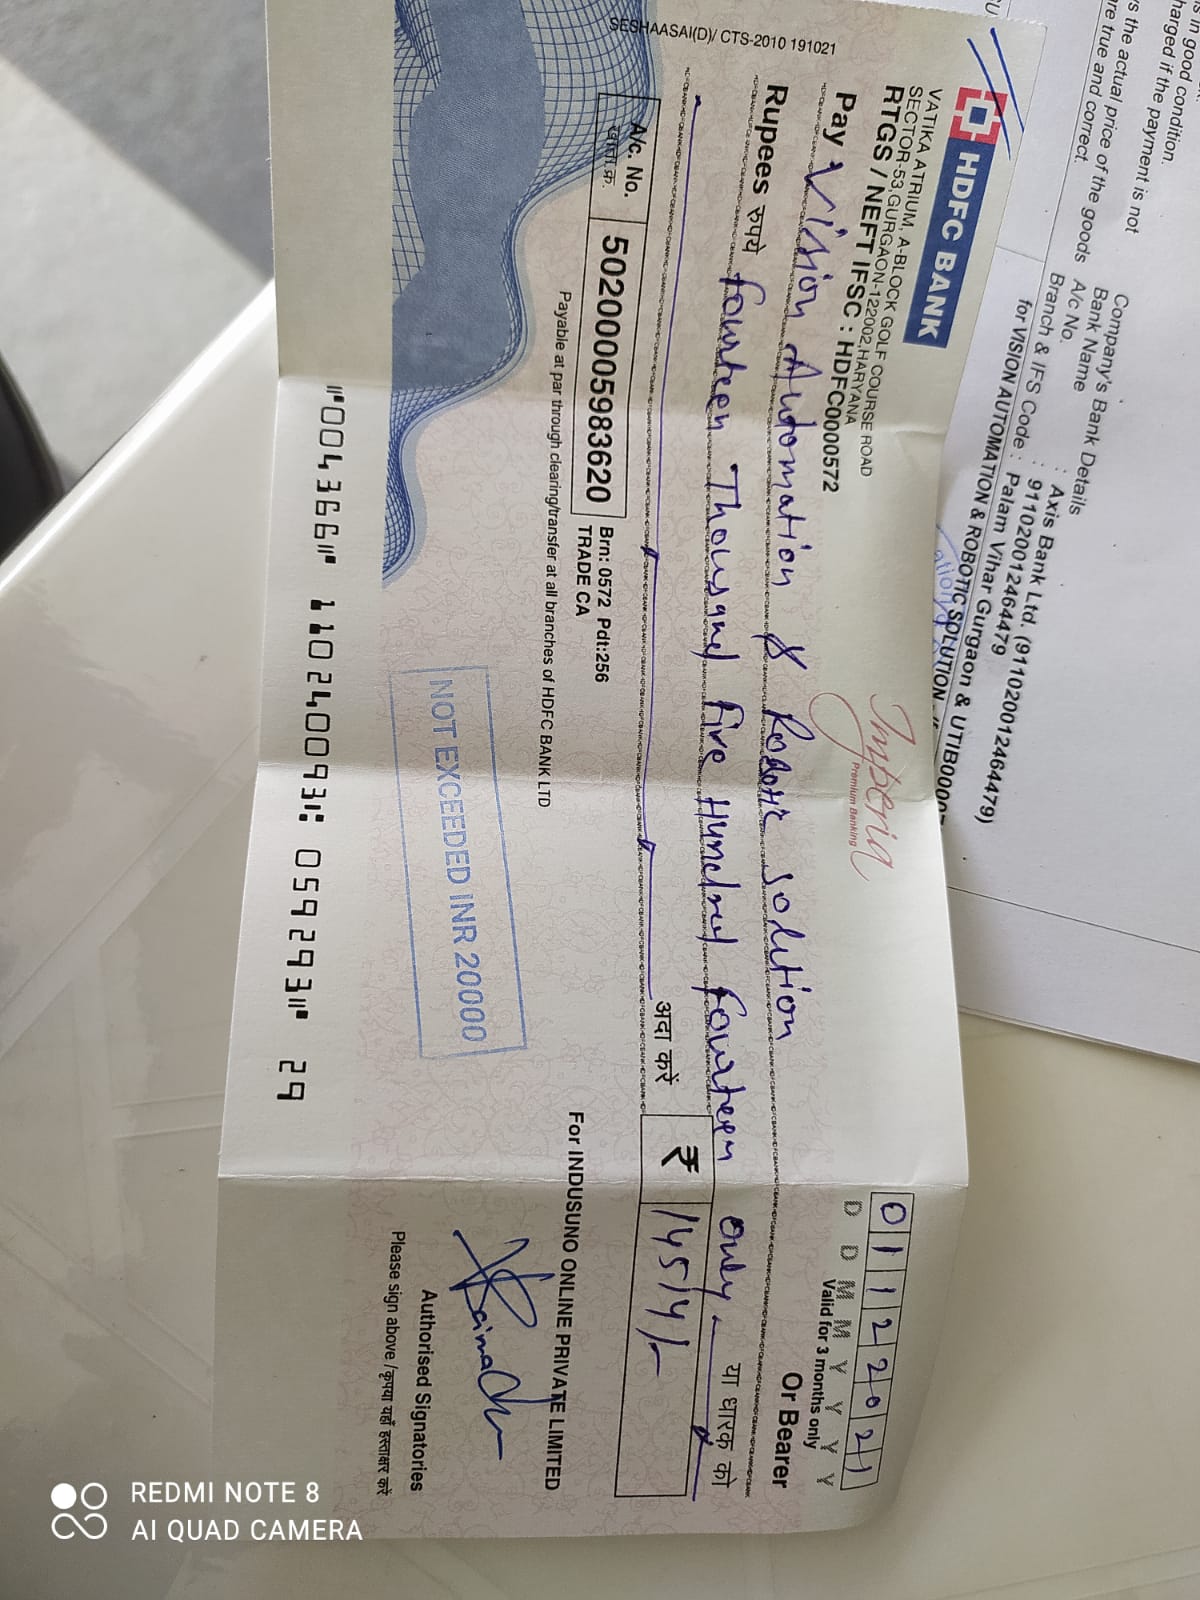 SESHAASAI(D)/ CTS-2010 191021
HDFC BANK
VATIKA ATRIUM, A-BLOCK GOLF COURSE ROAD
SECTOR-53,GURGAON-122002,HARYANA
RTGS / NEFT IFSC : HDFC0000572
Imperia
Premium Banking
01122021
D D M M Y Y Y Y
Valid for 3 months only
Pay Vision Automation & Robotic Solution
Or Bearer
Rupees रुपये Fourteen Thousand Five Hundred Fourteen only
या धारक को
अदा करें
₹ 14514/-
A/c. No.
खाता क्र.
50200005983620
Brn: 0572 Pdt:256
TRADE CA
Payable at par through clearing/transfer at all branches of HDFC BANK LTD
For INDUSUNO ONLINE PRIVATE LIMITED
NOT EXCEEDED INR 20000
Authorised Signatories
Please sign above /कृपया यहाँ हस्ताक्षर करें
⑈004366⑈ 110240093⑆ 059293⑈ 29
s in good condition.
harged if the payment is not
s the actual price of the goods
re true and correct.
Company's Bank Details
Bank Name : Axis Bank Ltd. (911020012464479)
A/c No. : 911020012464479
Branch & IFS Code : Palam Vihar Gurgaon & UTIB0000
for VISION AUTOMATION & ROBOTIC SOLUTION
REDMI NOTE 8
AI QUAD CAMERA